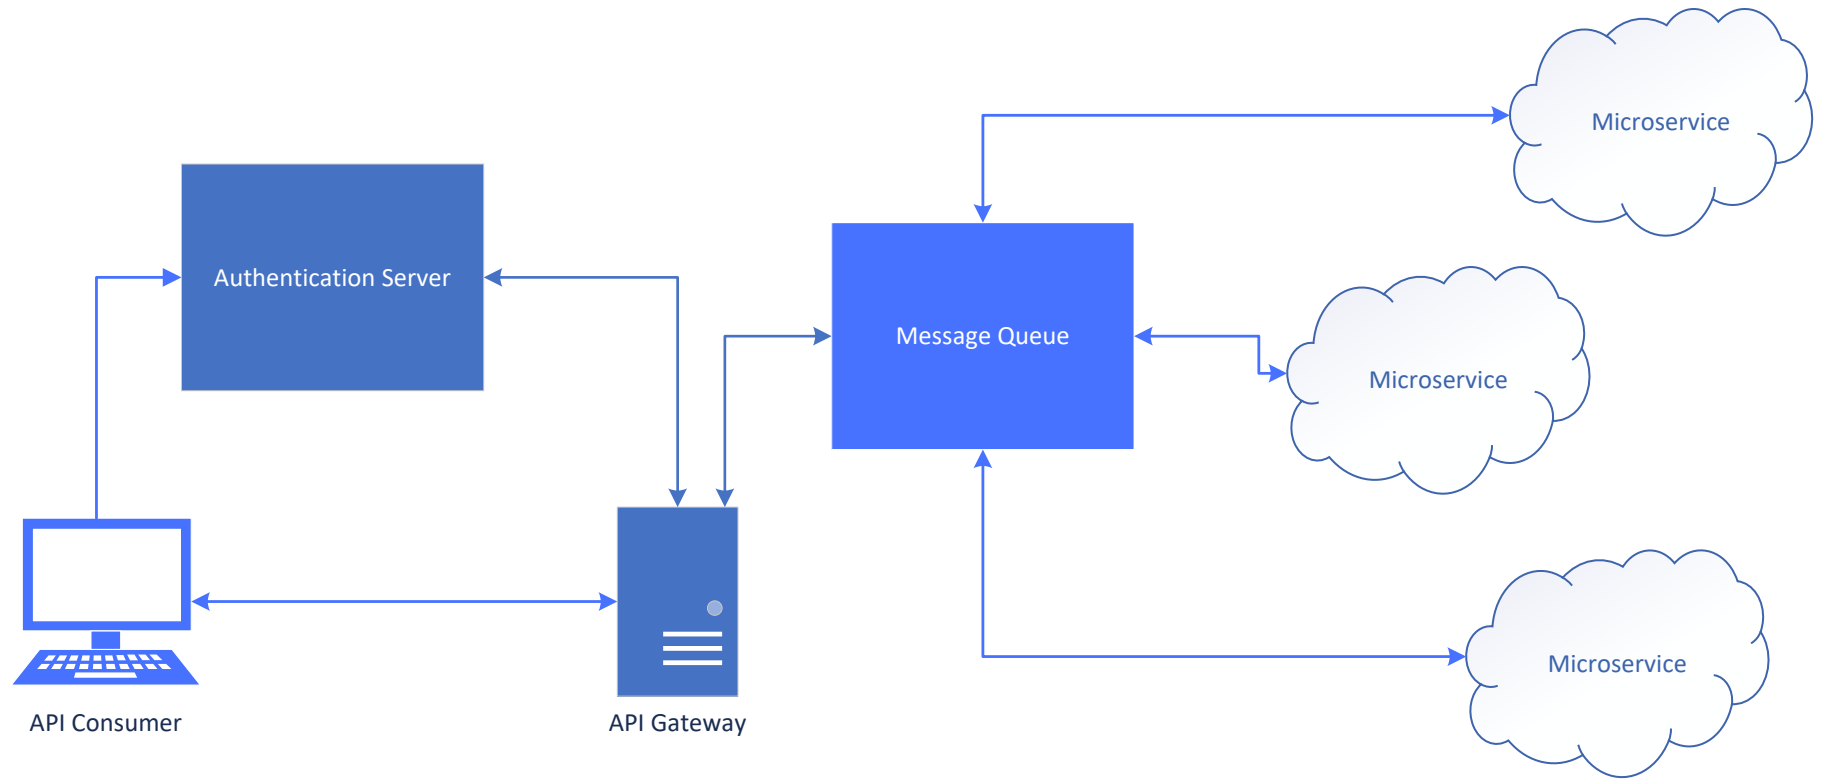 Microservice
Authentication Server
Message Queue
Microservice
Microservice
API Consumer
API Gateway